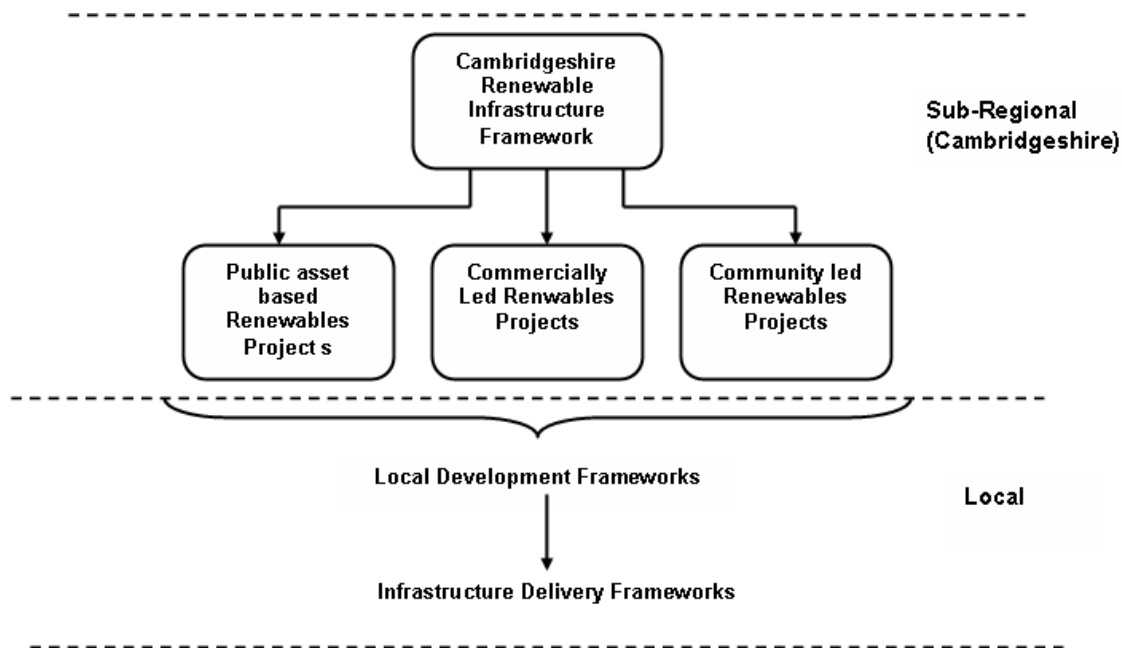 Cambridgeshire
Renewable
Infrastructure
Framework
Sub-Regional
(Cambridgeshire)
Public asset
based
Renewables
Project s
Commercially
Led Renwables
Projects
Community led
Renewables
Projects
Local Development Frameworks
Local
Infrastructure Delivery Frameworks